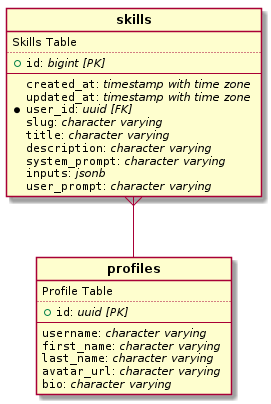 skills
Skills Table
id: bigint [PK]
created_at: timestamp with time zone
updated_at: timestamp with time zone
user_id: uuid [FK]
slug: character varying
title: character varying
description: character varying
system_prompt: character varying
inputs: jsonb
user_prompt: character varying
profiles
Profile Table
id: uuid [PK]
username: character varying
first_name: character varying
last_name: character varying
avatar_url: character varying
bio: character varying